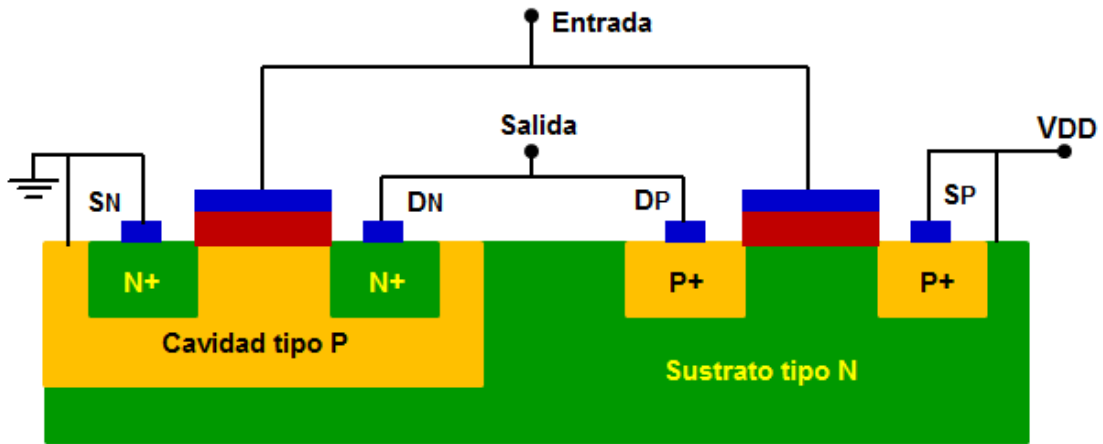 Entrada
Salida
VDD
SN
DN
DP
SP
N+
N+
P+
P+
Cavidad tipo P
Sustrato tipo N